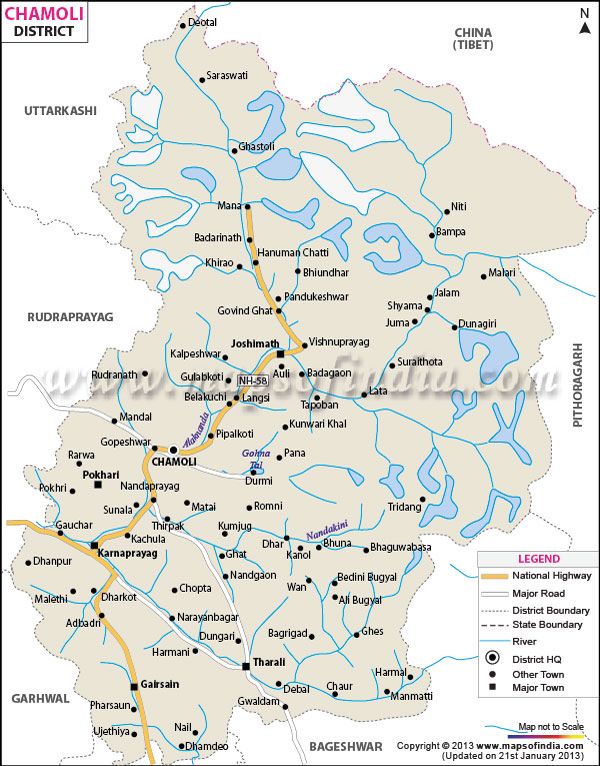 CHAMOLI
DISTRICT
N
Deotal
CHINA
(TIBET)
Saraswati
UTTARKASHI
Ghastoli
Mana
Niti
Badarinath
Bampa
Hanuman Chatti
Khirao
Bhiundhar
Malari
Pandukeshwar
Jalam
Govind Ghat
Shyama
RUDRAPRAYAG
Juma
Dunagiri
Joshimath
Vishnuprayag
Kalpeshwar
PITHORAGARH
Auli
Suraithota
Rudranath
Gulabkoti
NH-58
Badagaon
www.mapsofindia.com
Belakuchi
Langsi
Lata
Tapoban
Mandal
Alaknanda
Kunwari Khal
Gopeshwar
Pipalkoti
CHAMOLI
Gohna
Tal
Pana
Rarwa
Pokhari
Durmi
Pokhri
Nandaprayag
Sunala
Matai
Romni
Tridang
Gauchar
Thirpak
Kumjug
Nandakini
Kachula
Dhar
Bhuna
Karnaprayag
Kanol
Bhaguwabasa
Dhanpur
Ghat
Nandgaon
Wan
Bedini Bugyal
Malethi
Dharkot
Chopta
Ali Bugyal
Adbadri
Narayanbagar
Dungari
Bagrigad
Ghes
Harmani
Tharali
Gairsain
Debal
Chaur
Harmal
Manmatti
GARHWAL
Pharsaun
Gwaldam
Ujethiya
Nail
Dhamdeo
BAGESHWAR
LEGEND
National Highway
Major Road
District Boundary
State Boundary
River
District HQ
Other Town
Major Town
Map not to Scale
Copyright © 2013 www.mapsofindia.com
(Updated on 21st January 2013)